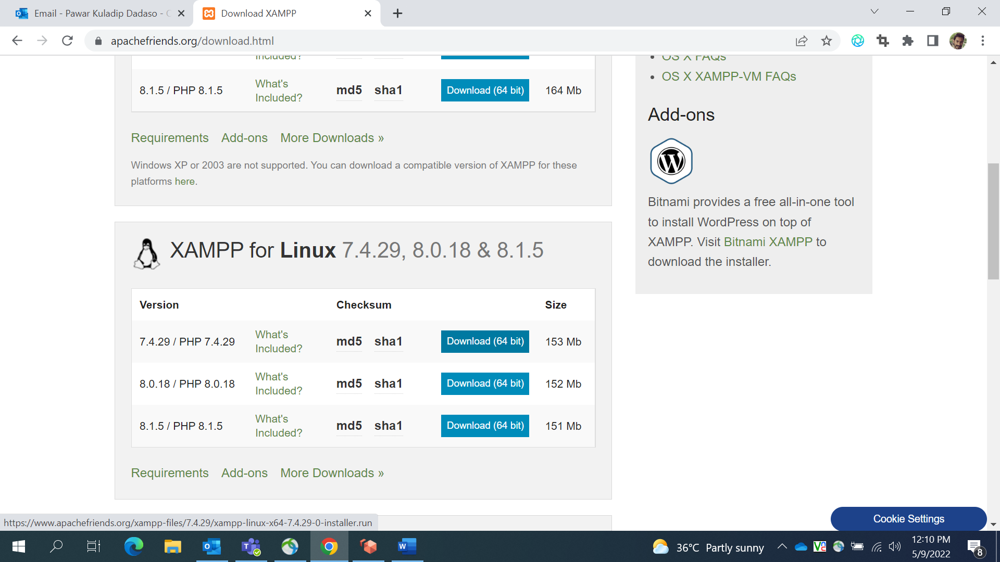 Email - Pawar Kuladip Dadaso -
Download XAMPP
apachefriends.org/download.html
Included?
8.1.5 / PHP 8.1.5
What's
Included?
md5 sha1
Download (64 bit)
164 Mb
Requirements Add-ons More Downloads »
Windows XP or 2003 are not supported. You can download a compatible version of XAMPP for these
platforms here.
XAMPP for Linux 7.4.29, 8.0.18 & 8.1.5
Version Checksum Size
7.4.29 / PHP 7.4.29
What's
Included?
md5 sha1
Download (64 bit)
153 Mb
8.0.18 / PHP 8.0.18
What's
Included?
md5 sha1
Download (64 bit)
152 Mb
8.1.5 / PHP 8.1.5
What's
Included?
md5 sha1
Download (64 bit)
151 Mb
Requirements Add-ons More Downloads »
OS X FAQs
OS X XAMPP-VM FAQs
Add-ons
Bitnami provides a free all-in-one tool
to install WordPress on top of
XAMPP. Visit Bitnami XAMPP to
download the installer.
Cookie Settings
https://www.apachefriends.org/xampp-files/7.4.29/xampp-linux-x64-7.4.29-0-installer.run
36°C Partly sunny
12:10 PM
5/9/2022
8